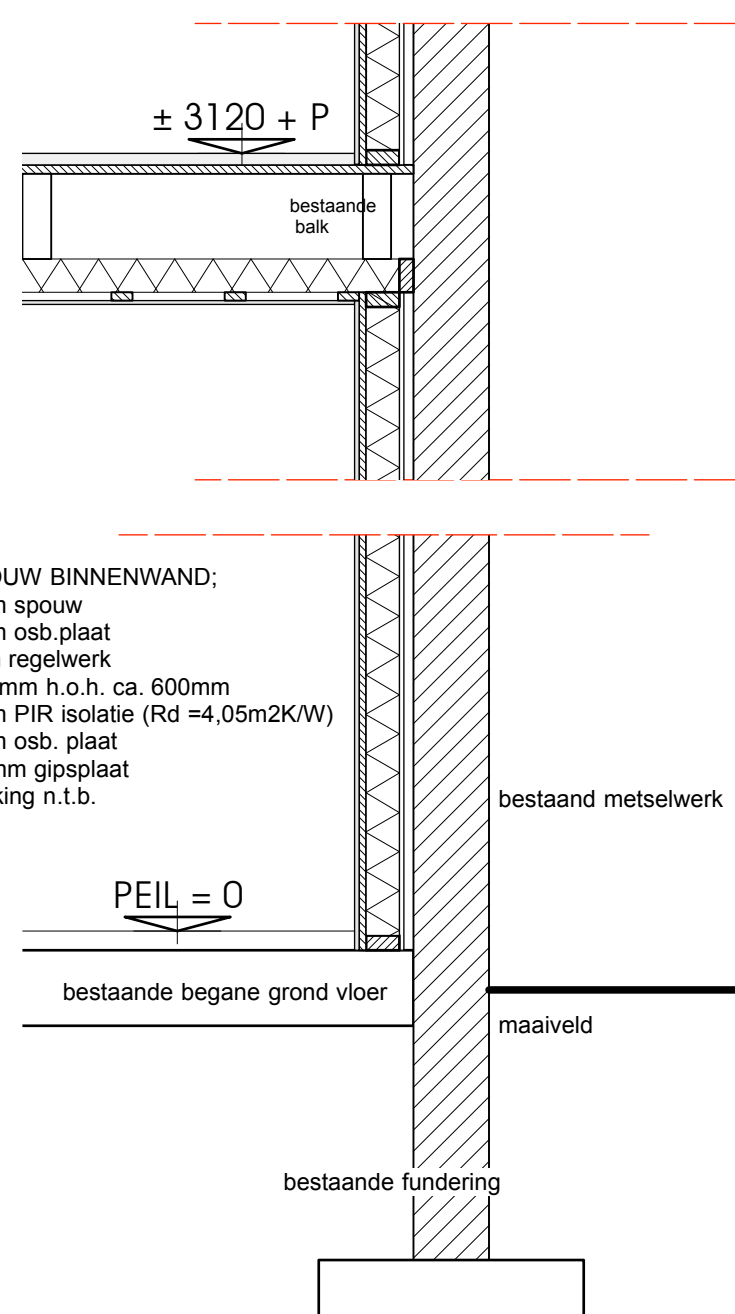 ± 3120 + P
bestaande
balk
OUW BINNENWAND;
spouw
osb.plaat
regelwerk
mm h.o.h. ca. 600mm
PIR isolatie (Rd =4,05m2K/W)
osb. plaat
mm gipsplaat
king n.t.b.
bestaand metselwerk
PEIL = 0
bestaande begane grond vloer
maaiveld
bestaande fundering